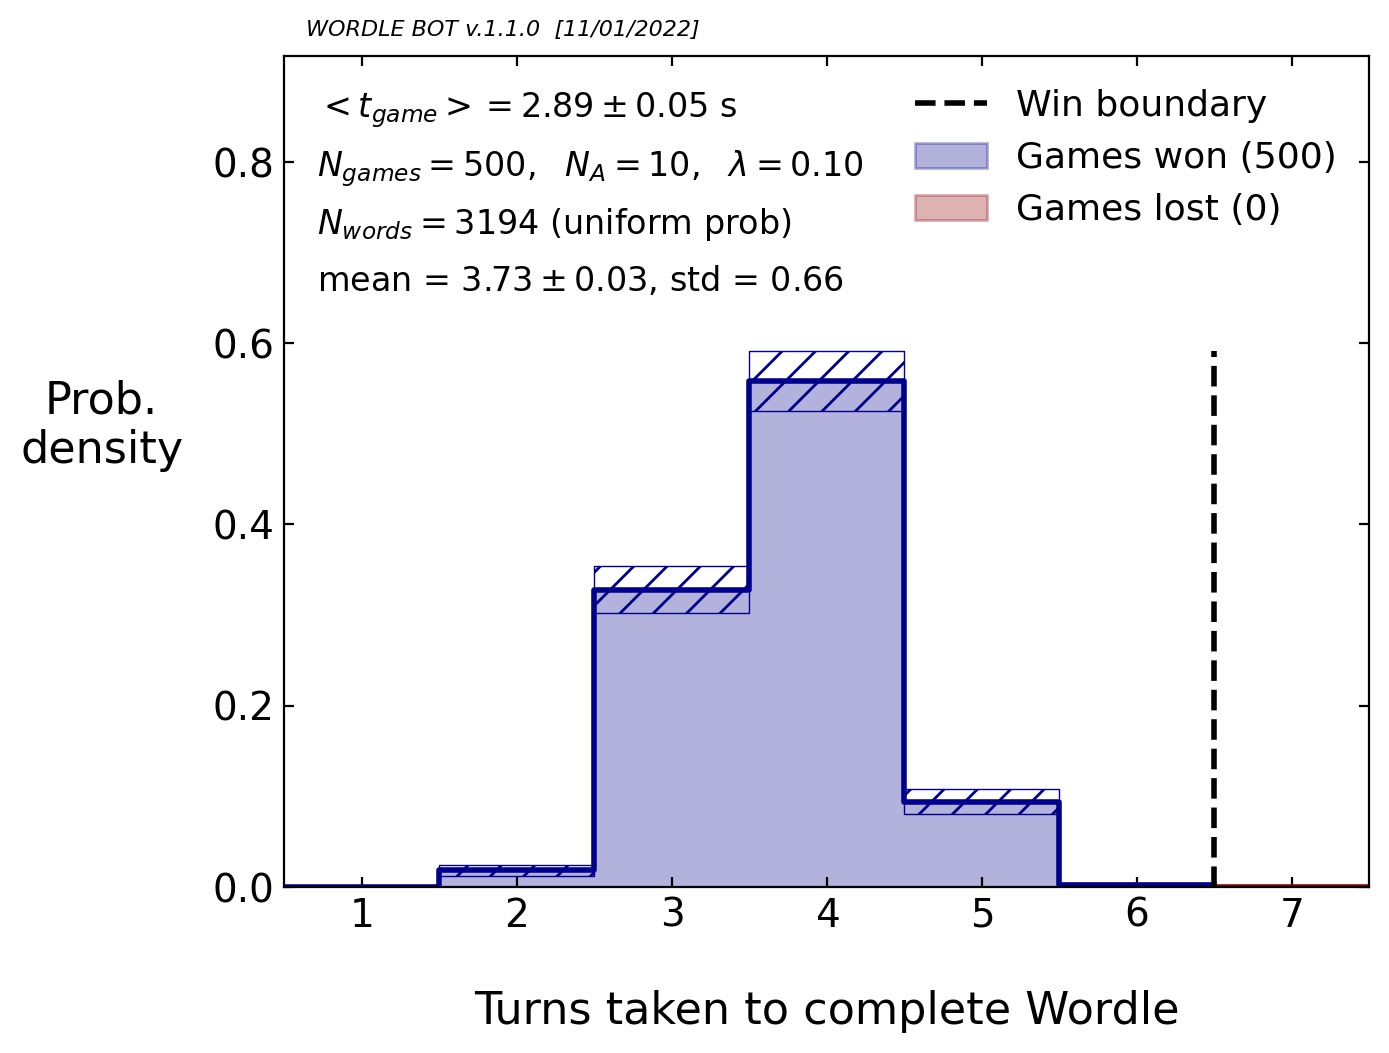 WORDLE BOT v.1.1.0 [11/01/2022]
<t_game> = 2.89 ± 0.05 s
N_games = 500, N_A = 10, λ = 0.10
N_words = 3194 (uniform prob)
mean = 3.73 ± 0.03, std = 0.66
Win boundary
Games won (500)
Games lost (0)
0.8
0.6
0.4
0.2
0.0
Prob.
density
1 2 3 4 5 6 7
Turns taken to complete Wordle